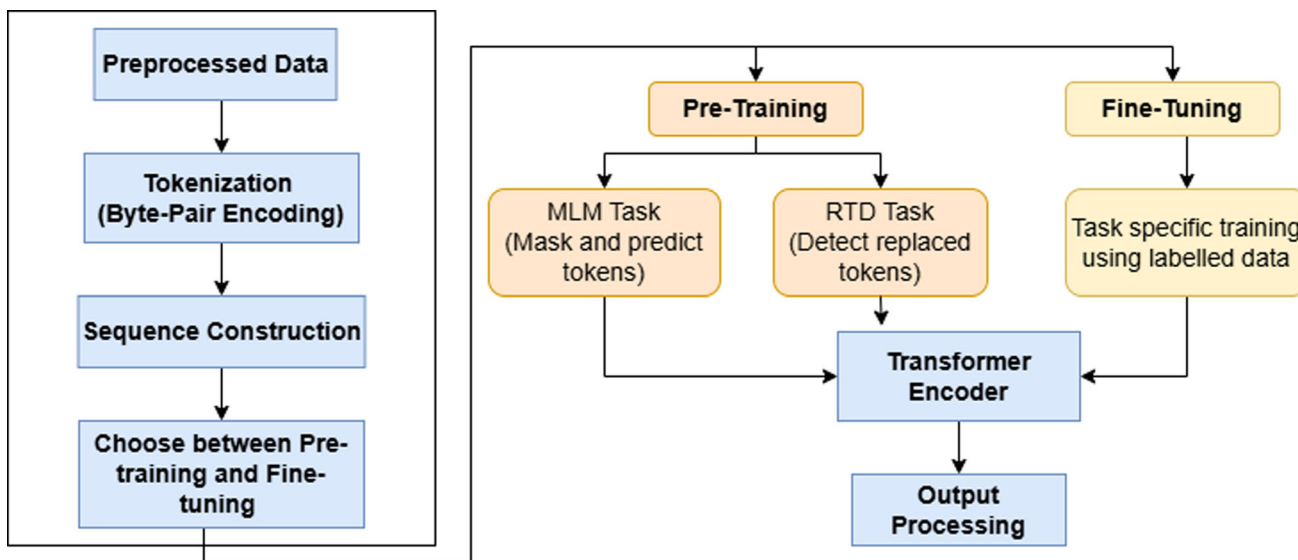 Preprocessed Data
Tokenization
(Byte-Pair Encoding)
Sequence Construction
Choose between Pre-
training and Fine-
tuning
Pre-Training
Fine-Tuning
MLM Task
(Mask and predict
tokens)
RTD Task
(Detect replaced
tokens)
Task specific training
using labelled data
Transformer
Encoder
Output
Processing